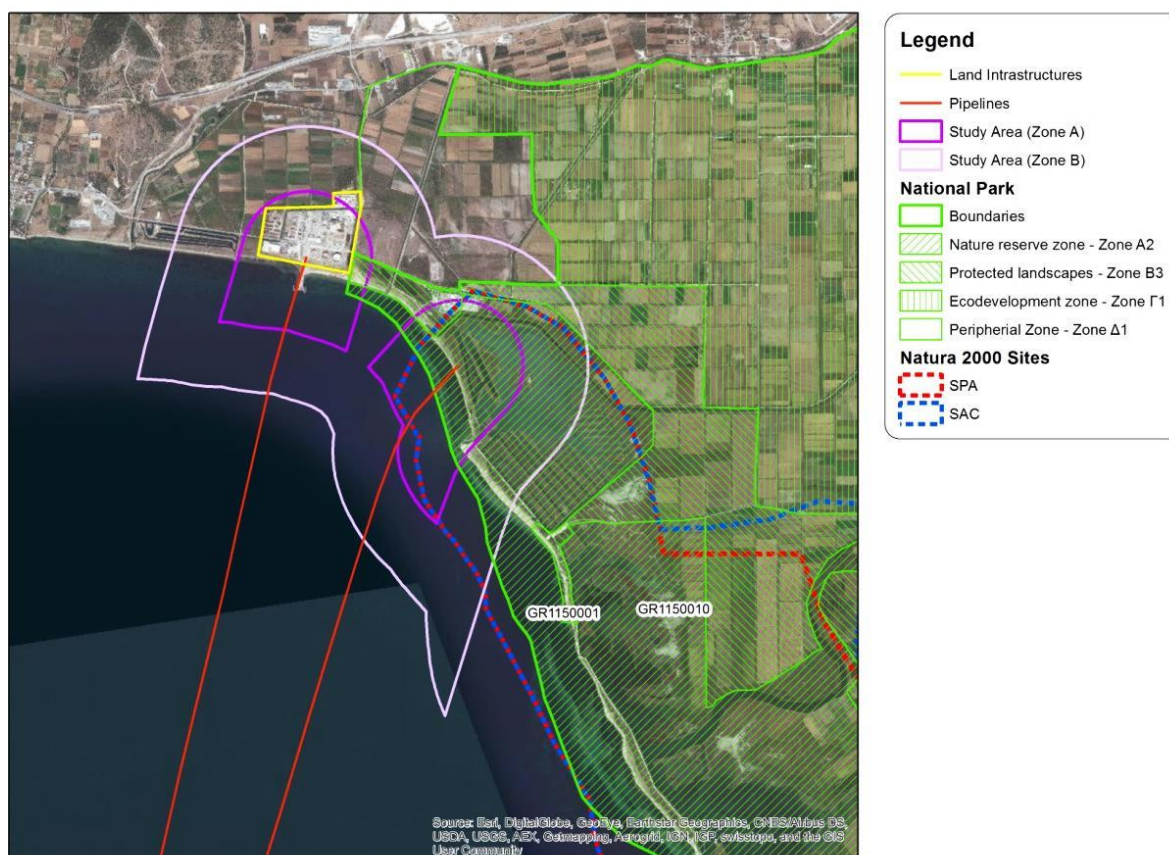 Legend
Land Intrastructures
Pipelines
Study Area (Zone A)
Study Area (Zone B)
National Park
Boundaries
Nature reserve zone - Zone A2
Protected landscapes - Zone B3
Ecodevelopment zone - Zone Γ1
Peripherial Zone - Zone Δ1
Natura 2000 Sites
SPA
SAC
GR1150001
GR1150010
Source: Esri, DigitalGlobe, GeoEye, Earthstar Geographics, CNES/Airbus DS,
USDA, USGS, AEX, Getmapping, Aerogrid, IGN, IGP, swisstopo, and the GIS
User Community